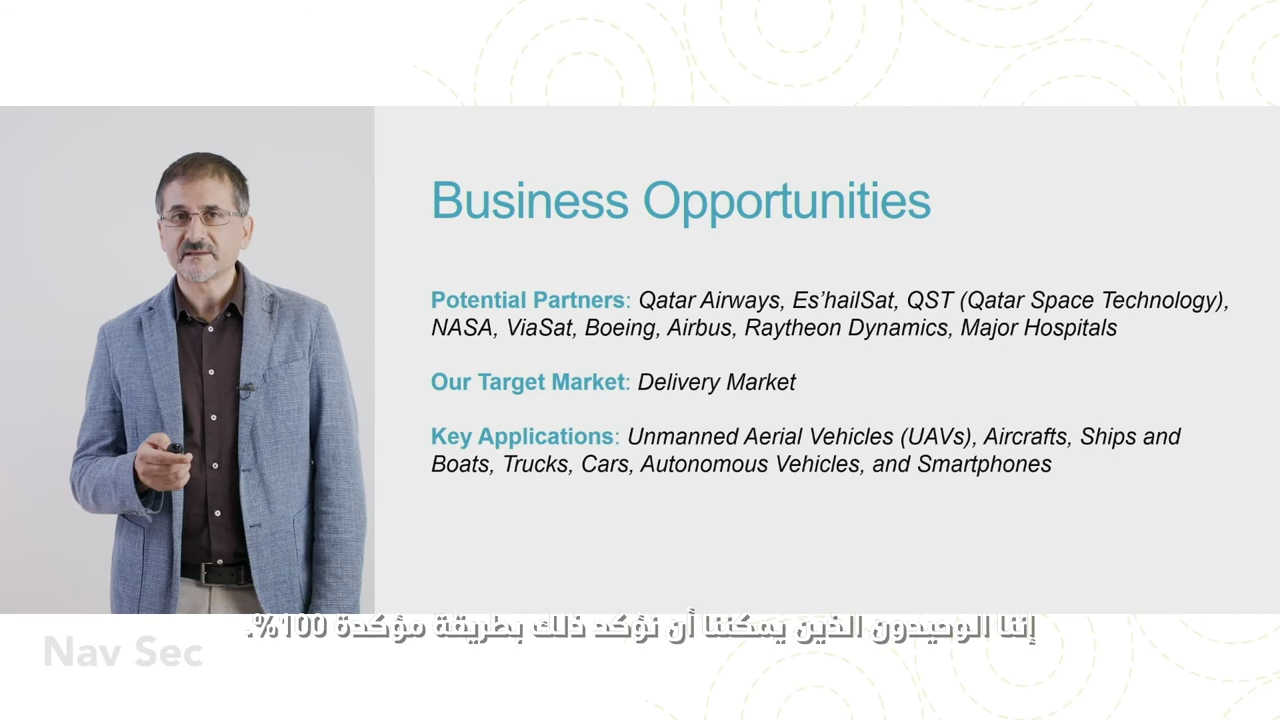 Business Opportunities
Potential Partners: Qatar Airways, Es’hailSat, QST (Qatar Space Technology),
NASA, ViaSat, Boeing, Airbus, Raytheon Dynamics, Major Hospitals
Our Target Market: Delivery Market
Key Applications: Unmanned Aerial Vehicles (UAVs), Aircrafts, Ships and
Boats, Trucks, Cars, Autonomous Vehicles, and Smartphones
إننا الوحيدون الذين يمكننا أن نؤكد ذلك بطريقة مؤكدة 100%.
Nav Sec